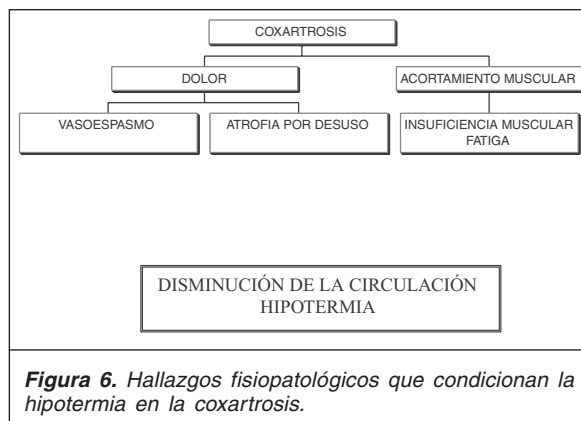 COXARTROSIS
DOLOR
ACORTAMIENTO MUSCULAR
VASOESPASMO
ATROFIA POR DESUSO
INSUFICIENCIA MUSCULAR
FATIGA
DISMINUCIÓN DE LA CIRCULACIÓN
HIPOTERMIA
Figura 6. Hallazgos fisiopatológicos que condicionan la
hipotermia en la coxartrosis.